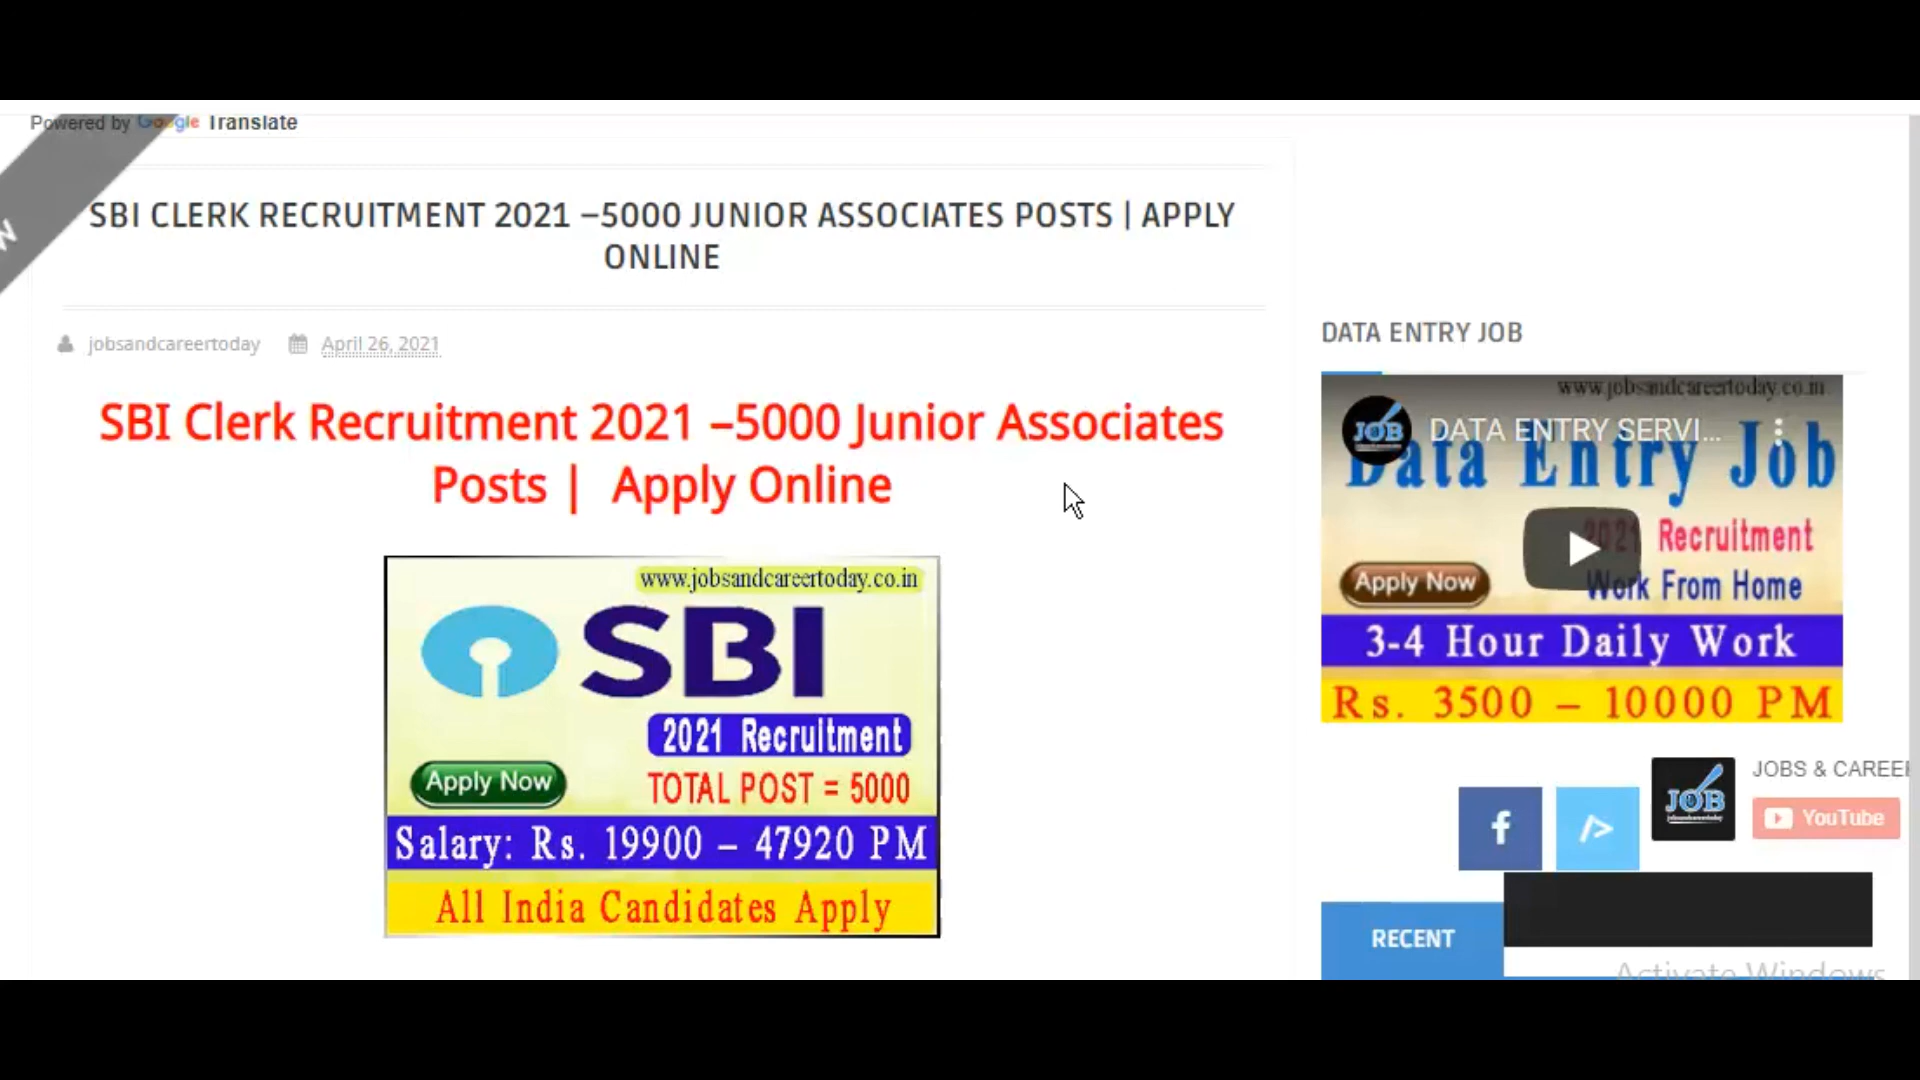 Powered by Google Translate
SBI CLERK RECRUITMENT 2021 –5000 JUNIOR ASSOCIATES POSTS | APPLY
ONLINE
jobsandcareertoday April 26, 2021
SBI Clerk Recruitment 2021 –5000 Junior Associates
Posts | Apply Online
www.jobsandcareertoday.co.in
SBI
2021 Recruitment
Apply Now
TOTAL POST = 5000
Salary: Rs. 19900 – 47920 PM
All India Candidates Apply
DATA ENTRY JOB
www.jobsandcareertoday.co.in
JOB DATA ENTRY SERVI...
Data Entry Job
2021 Recruitment
Apply Now
Work From Home
3-4 Hour Daily Work
Rs. 3500 – 10000 PM
JOB
JOBS & CAREE
YouTube
RECENT
Activate Windows